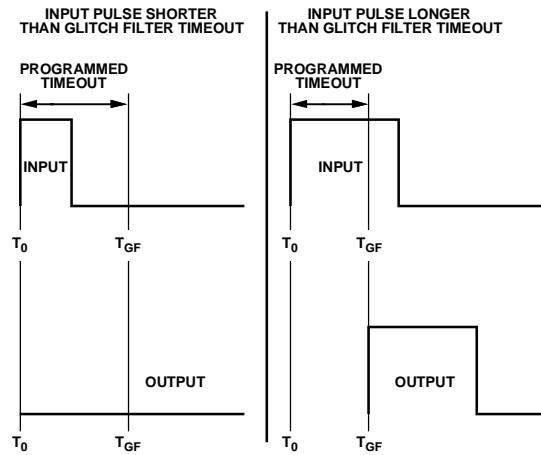 INPUT PULSE SHORTER
THAN GLITCH FILTER TIMEOUT
PROGRAMMED
TIMEOUT
INPUT
T0
TGF
OUTPUT
T0
TGF
INPUT PULSE LONGER
THAN GLITCH FILTER TIMEOUT
PROGRAMMED
TIMEOUT
INPUT
T0
TGF
OUTPUT
T0
TGF